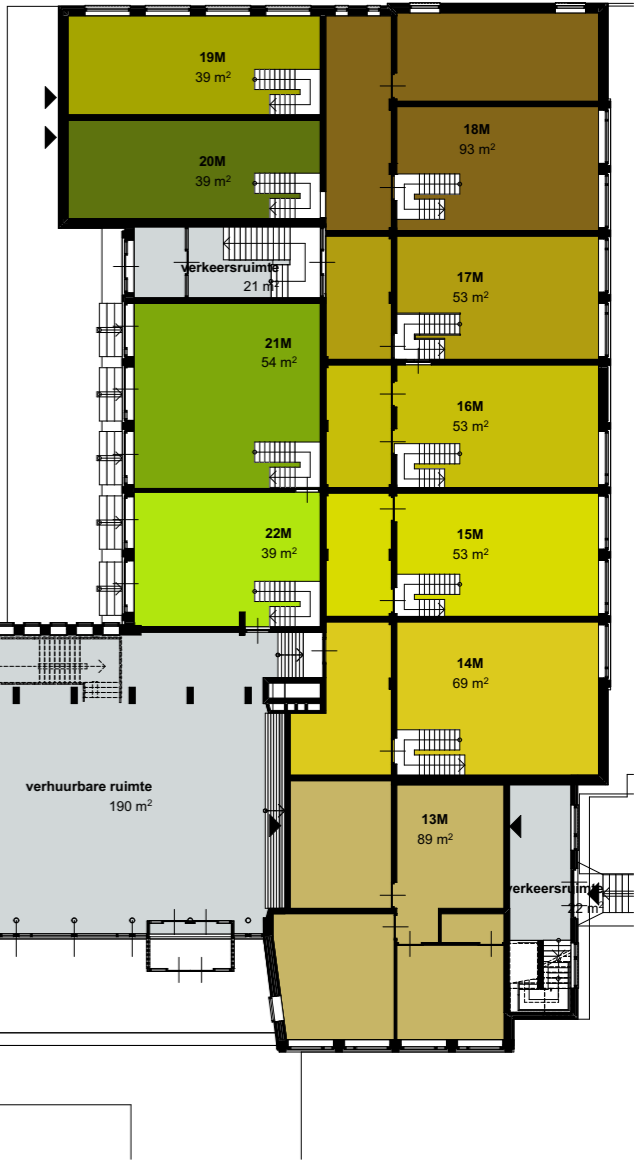 19M
39 m²
20M
39 m²
18M
93 m²
verkeersruimte
21 m²
17M
53 m²
21M
54 m²
16M
53 m²
22M
39 m²
15M
53 m²
14M
69 m²
verhuurbare ruimte
190 m²
13M
89 m²
verkeersruimte
22 m²